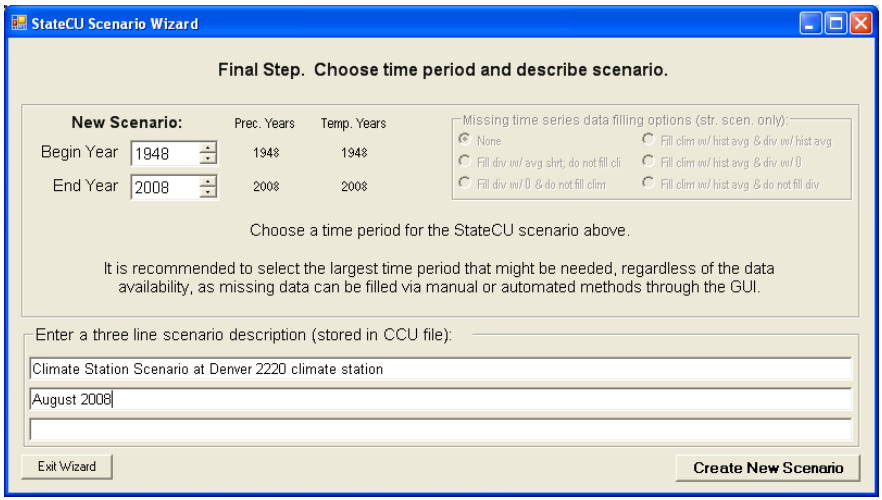 StateCU Scenario Wizard
Final Step.  Choose time period and describe scenario.
New Scenario:
Prec. Years
Temp. Years
Begin Year
1948
1948
1948
End Year
2008
2008
2008
Missing time series data filling options (str. scen. only):
None
Fill clim w/ hist avg & div w/ hist avg
Fill div w/ avg shrt; do not fill cli
Fill clim w/ hist avg & div w/ 0
Fill div w/ 0 & do not fill clim
Fill clim w/ hist avg & do not fill div
Choose a time period for the StateCU scenario above.
It is recommended to select the largest time period that might be needed, regardless of the data
availability, as missing data can be filled via manual or automated methods through the GUI.
Enter a three line scenario description (stored in CCU file):
Climate Station Scenario at Denver 2220 climate station
August 2008
Exit Wizard
Create New Scenario